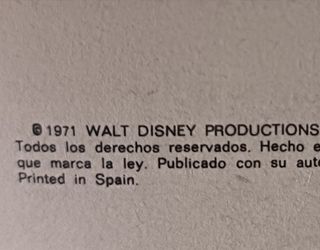 ©1971 WALT DISNEY PRODUCTIONS
Todos los derechos reservados. Hecho e
que marca la ley. Publicado con su aut
Printed in Spain.